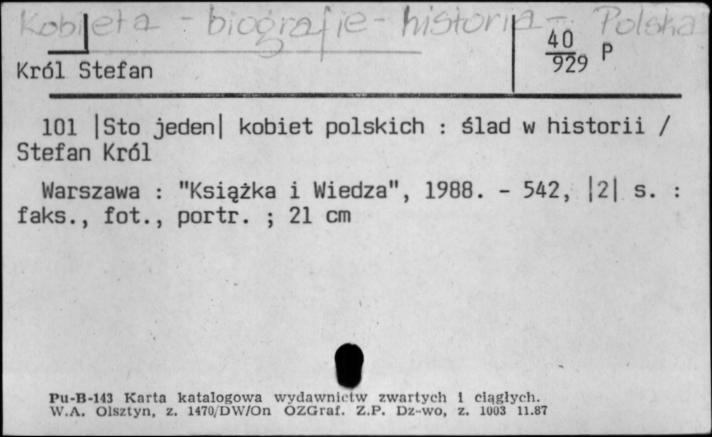 Kobieta - biografie - historia - Polska
40
929 P
Król Stefan
101 |Sto jeden| kobiet polskich : ślad w historii /
Stefan Król
Warszawa : "Książka i Wiedza", 1988. - 542, |2| s. :
faks., fot., portr. ; 21 cm
Pu-B-143 Karta katalogowa wydawnictw zwartych i ciągłych.
W.A. Olsztyn, z. 1470/DW/On OZGraf. Z.P. Dz-wo, z. 1003 11.87